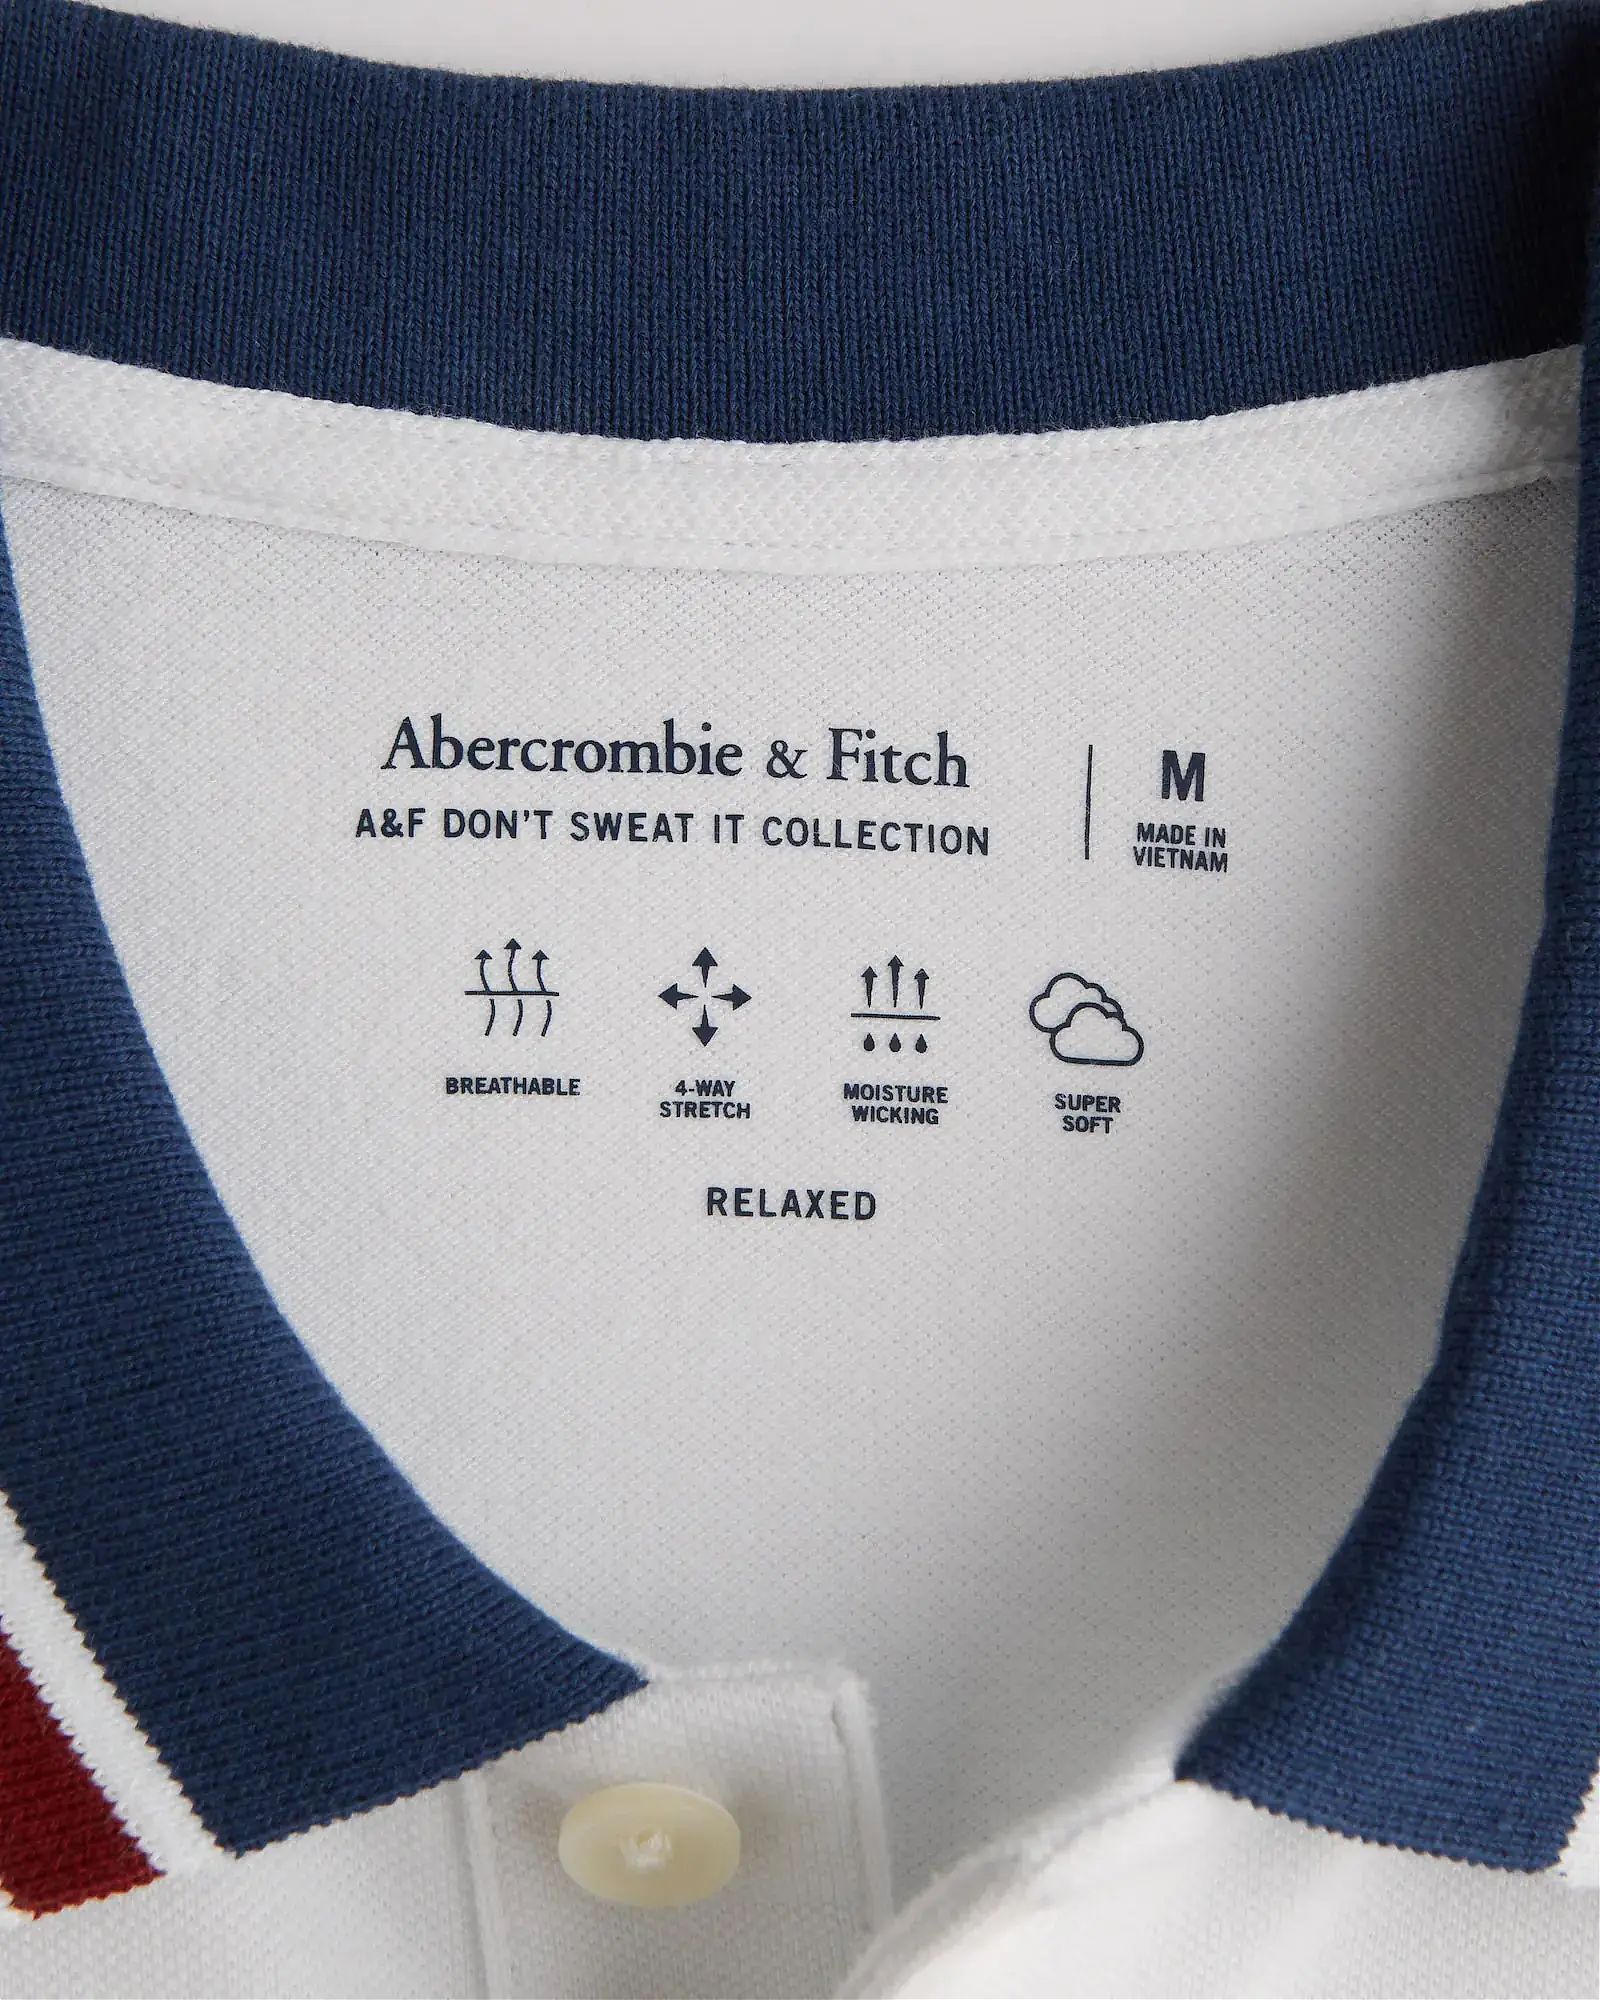 Abercrombie & Fitch
A&F DON'T SWEAT IT COLLECTION
M
MADE IN
VIETNAM
BREATHABLE
4-WAY
STRETCH
MOISTURE
WICKING
SUPER
SOFT
RELAXED